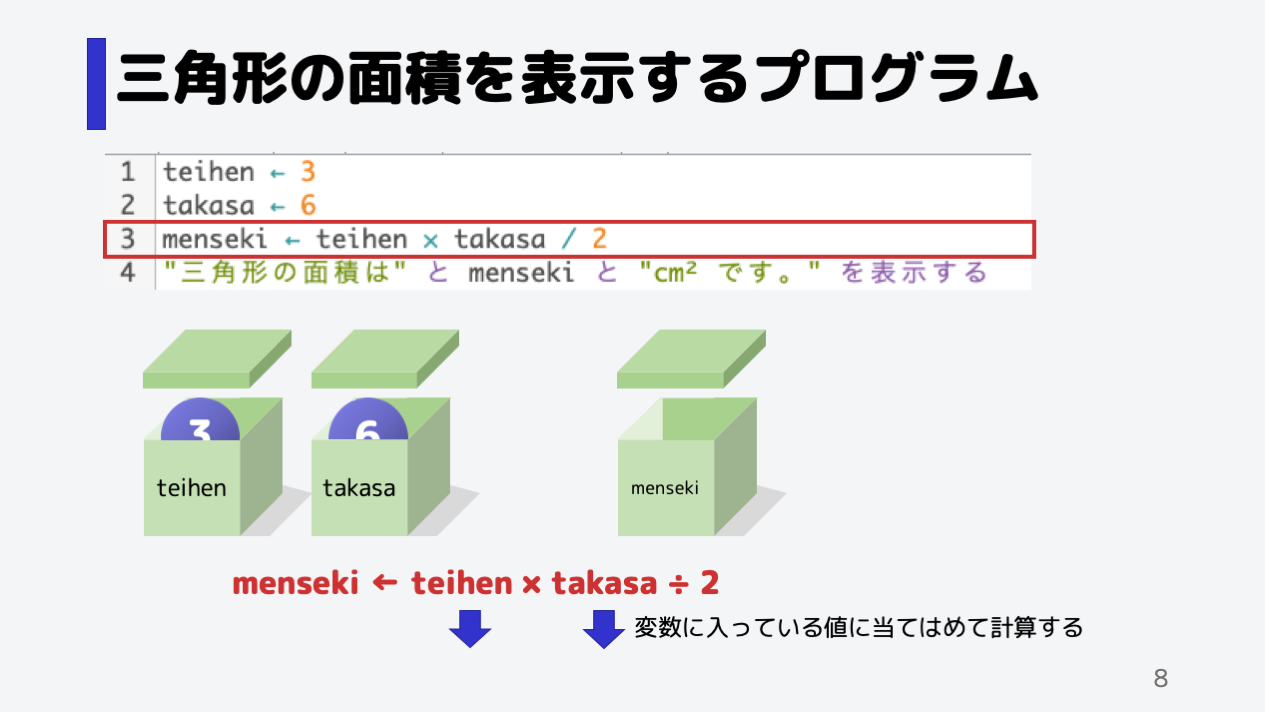 三角形の面積を表示するプログラム
1 teihen ← 3
2 takasa ← 6
3 menseki ← teihen × takasa / 2
4 "三角形の面積は" と menseki と "cm² です。" を表示する
3 6
teihen takasa menseki
menseki ← teihen × takasa ÷ 2
変数に入っている値に当てはめて計算する
8